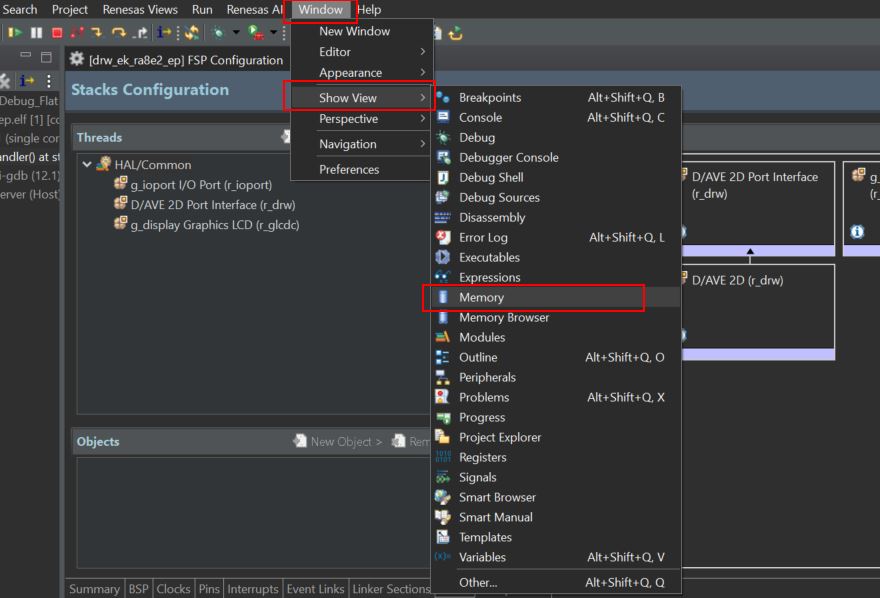 Search Project Renesas Views Run Renesas AI Window Help
[drw_ek_ra8e2_ep] FSP Configuration
Stacks Configuration
Debug_Flat
ep.elf [1] [co
(single cor
andler() at st
i-gdb (12.1)
erver (Host)
Threads
HAL/Common
g_ioport I/O Port (r_ioport)
D/AVE 2D Port Interface (r_drw)
g_display Graphics LCD (r_glcdc)
Objects
New Object > Rem
New Window
Editor
Appearance
Show View
Perspective
Navigation
Preferences
Breakpoints Alt+Shift+Q, B
Console Alt+Shift+Q, C
Debug
Debugger Console
Debug Shell
Debug Sources
Disassembly
Error Log Alt+Shift+Q, L
Executables
Expressions
Memory
Memory Browser
Modules
Outline Alt+Shift+Q, O
Peripherals
Problems Alt+Shift+Q, X
Progress
Project Explorer
Registers
Signals
Smart Browser
Smart Manual
Templates
Variables Alt+Shift+Q, V
Other... Alt+Shift+Q, Q
D/AVE 2D Port Interface
(r_drw)
D/AVE 2D (r_drw)
g_
(r_
Summary BSP Clocks Pins Interrupts Event Links Linker Sections